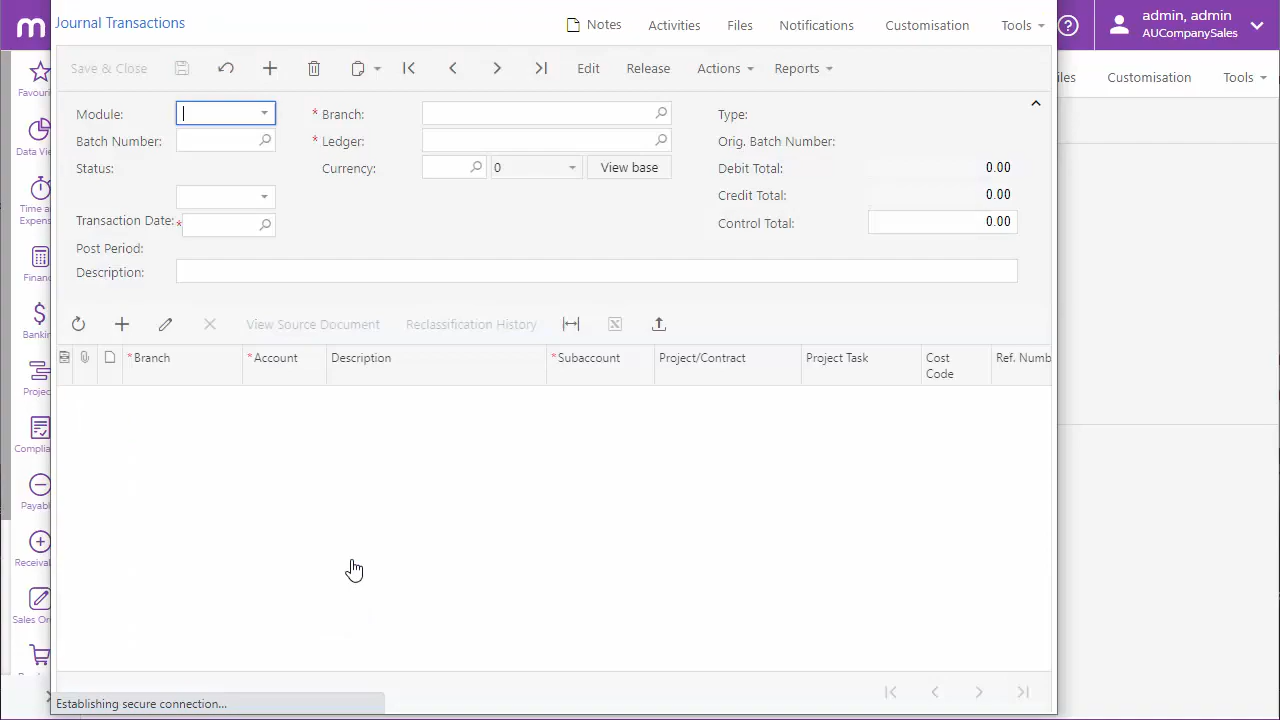 Journal Transactions
Notes Activities Files Notifications Customisation Tools
admin, admin
AUCompanySales
Customisation Tools
Save & Close Edit Release Actions Reports
Module: * Branch: Type:
Batch Number: * Ledger: Orig. Batch Number:
Status: Currency: 0 View base Debit Total: 0.00
Credit Total: 0.00
Transaction Date: * Control Total: 0.00
Post Period:
Description:
View Source Document Reclassification History
* Branch * Account Description * Subaccount Project/Contract Project Task Cost Code Ref. Numb
Favouri
Data Vie
Time a
Expens
Financ
Bankin
Projec
Complia
Payabl
Receiva
Sales Or
Establishing secure connection...